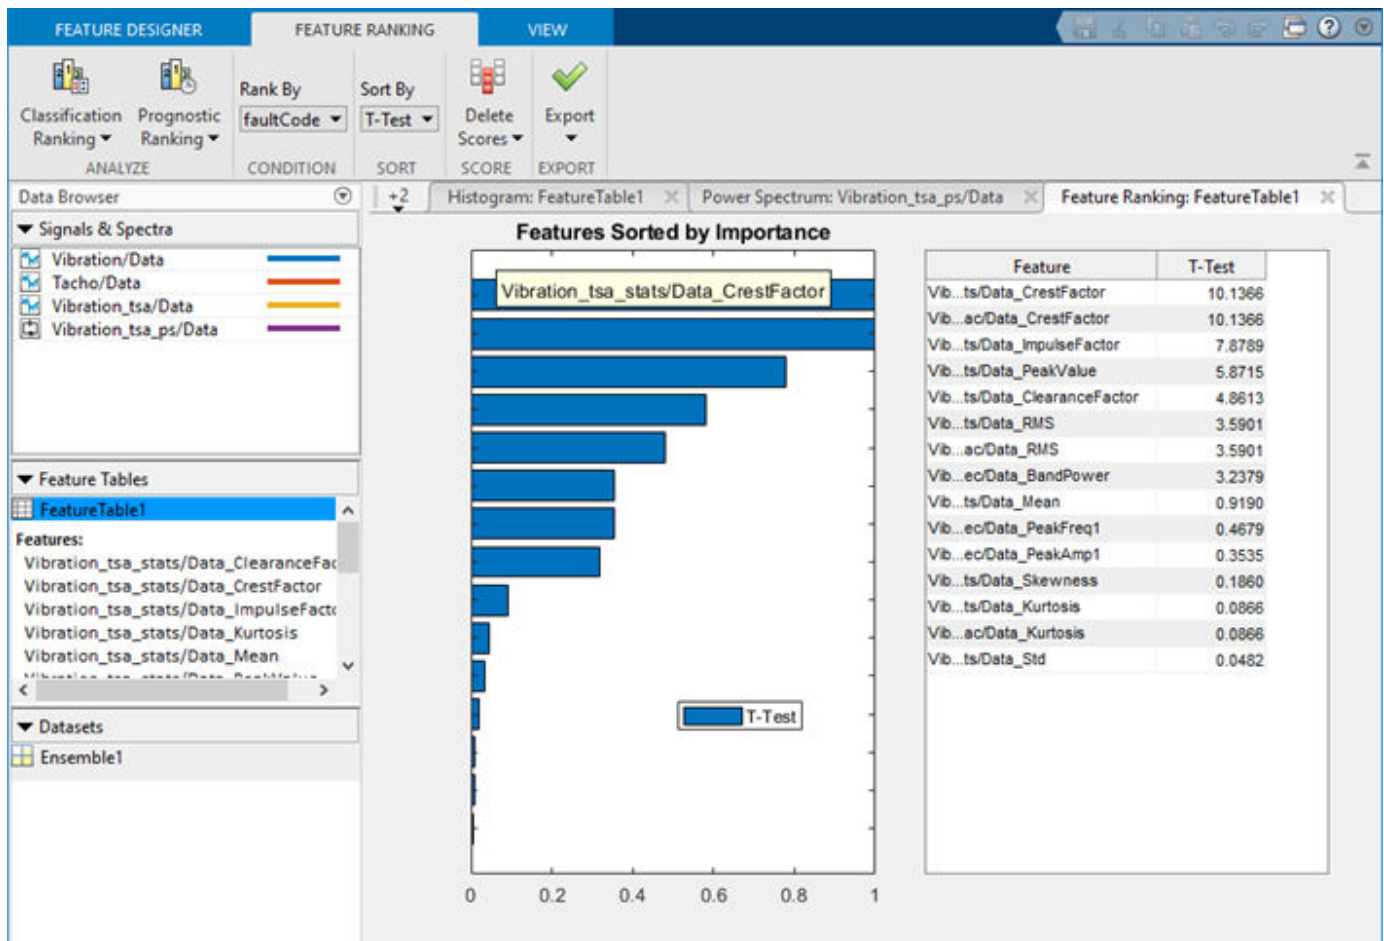 FEATURE DESIGNER
FEATURE RANKING
VIEW
Classification
Ranking
Prognostic
Ranking
ANALYZE
Rank By
faultCode
CONDITION
Sort By
T-Test
SORT
Delete
Scores
SCORE
Export
EXPORT
Data Browser
Signals & Spectra
Vibration/Data
Tacho/Data
Vibration_tsa/Data
Vibration_tsa_ps/Data
Feature Tables
FeatureTable1
Features:
Vibration_tsa_stats/Data_ClearanceFac
Vibration_tsa_stats/Data_CrestFactor
Vibration_tsa_stats/Data_ImpulseFactc
Vibration_tsa_stats/Data_Kurtosis
Vibration_tsa_stats/Data_Mean
Datasets
Ensemble1
+2
Histogram: FeatureTable1
Power Spectrum: Vibration_tsa_ps/Data
Feature Ranking: FeatureTable1
Features Sorted by Importance
Vibration_tsa_stats/Data_CrestFactor
T-Test
0 0.2 0.4 0.6 0.8 1
Feature T-Test
Vib...ts/Data_CrestFactor 10.1366
Vib...ac/Data_CrestFactor 10.1366
Vib...ts/Data_ImpulseFactor 7.8789
Vib...ts/Data_PeakValue 5.8715
Vib...ts/Data_ClearanceFactor 4.8613
Vib...ts/Data_RMS 3.5901
Vib...ac/Data_RMS 3.5901
Vib...ec/Data_BandPower 3.2379
Vib...ts/Data_Mean 0.9190
Vib...ec/Data_PeakFreq1 0.4679
Vib...ec/Data_PeakAmp1 0.3535
Vib...ts/Data_Skewness 0.1860
Vib...ts/Data_Kurtosis 0.0866
Vib...ac/Data_Kurtosis 0.0866
Vib...ts/Data_Std 0.0482